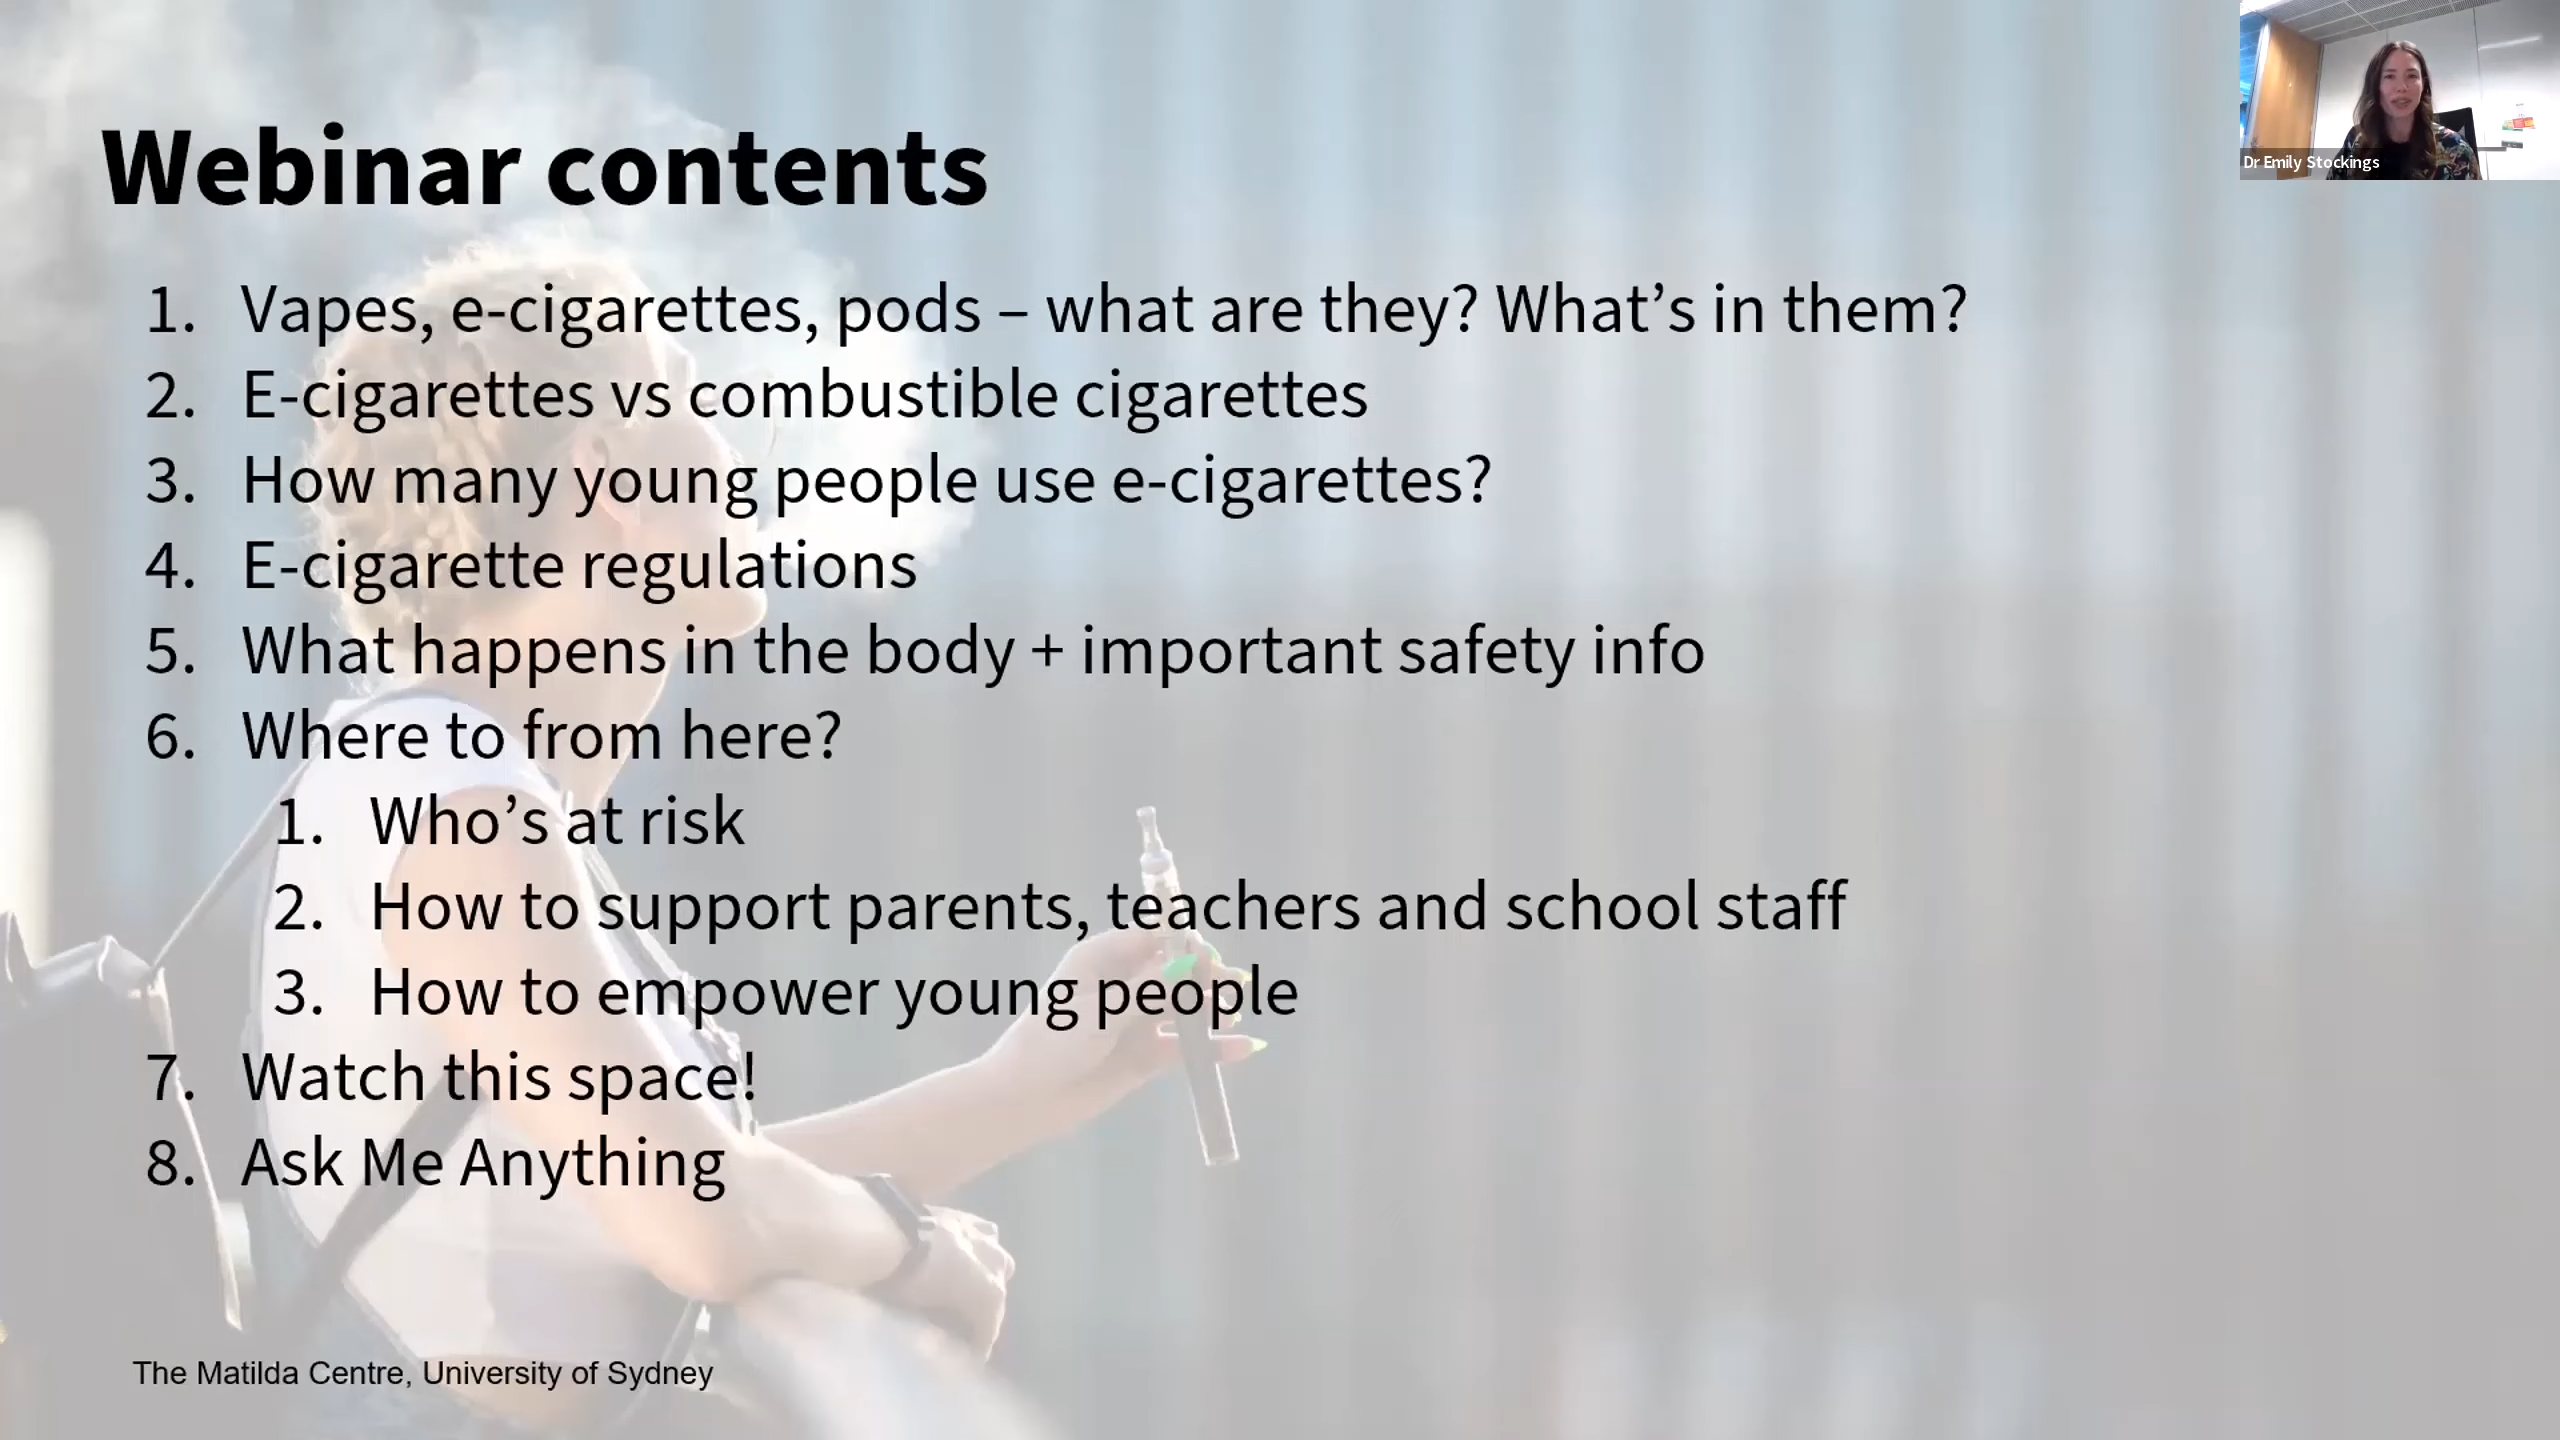 Webinar contents
Dr Emily Stockings
1. Vapes, e-cigarettes, pods – what are they? What’s in them?
2. E-cigarettes vs combustible cigarettes
3. How many young people use e-cigarettes?
4. E-cigarette regulations
5. What happens in the body + important safety info
6. Where to from here?
1. Who’s at risk
2. How to support parents, teachers and school staff
3. How to empower young people
7. Watch this space!
8. Ask Me Anything
The Matilda Centre, University of Sydney